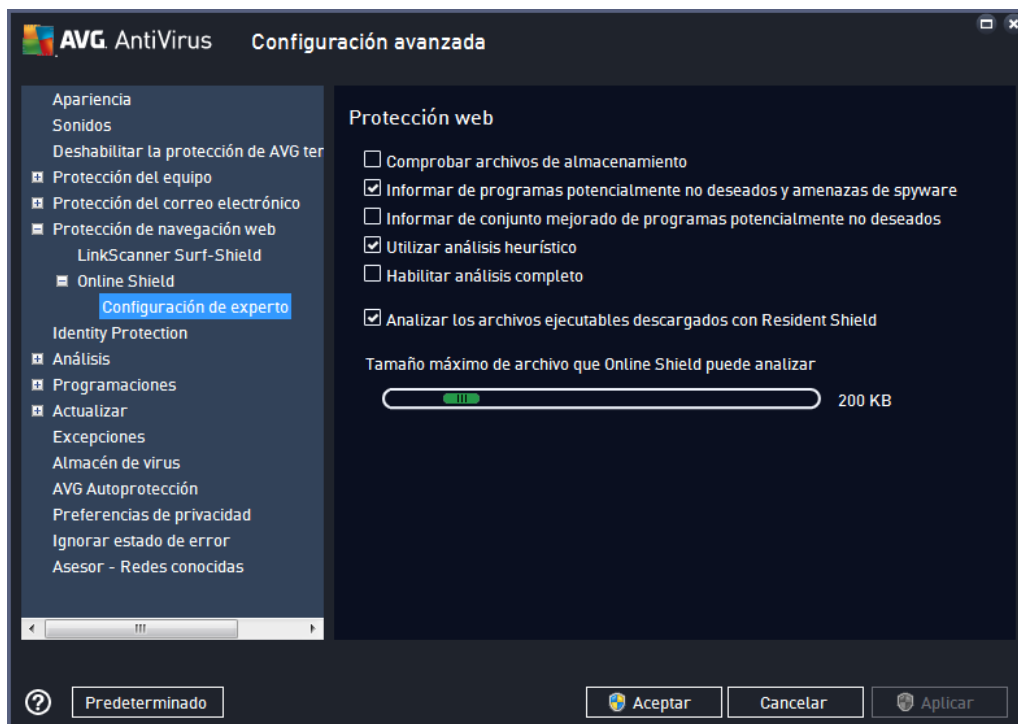 AVG. AntiVirus Configuración avanzada
Apariencia
Sonidos
Deshabilitar la protección de AVG ter
Protección del equipo
Protección del correo electrónico
Protección de navegación web
LinkScanner Surf-Shield
Online Shield
Configuración de experto
Identity Protection
Análisis
Programaciones
Actualizar
Excepciones
Almacén de virus
AVG Autoprotección
Preferencias de privacidad
Ignorar estado de error
Asesor - Redes conocidas
Protección web
Comprobar archivos de almacenamiento
Informar de programas potencialmente no deseados y amenazas de spyware
Informar de conjunto mejorado de programas potencialmente no deseados
Utilizar análisis heurístico
Habilitar análisis completo
Analizar los archivos ejecutables descargados con Resident Shield
Tamaño máximo de archivo que Online Shield puede analizar
200 KB
? Predeterminado Aceptar Cancelar Aplicar